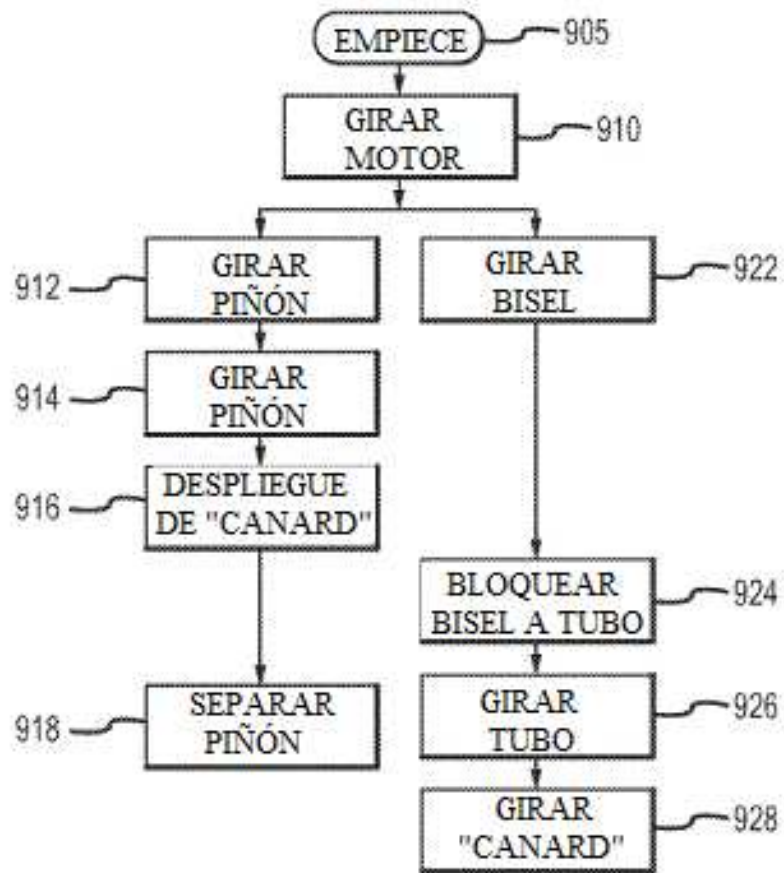 EMPIECE
905
GIRAR
MOTOR
910
912
GIRAR
PIÑÓN
GIRAR
BISEL
922
914
GIRAR
PIÑÓN
916
DESPLIEGUE
DE "CANARD"
BLOQUEAR
BISEL A TUBO
924
918
SEPARAR
PIÑÓN
GIRAR
TUBO
926
GIRAR
"CANARD"
928